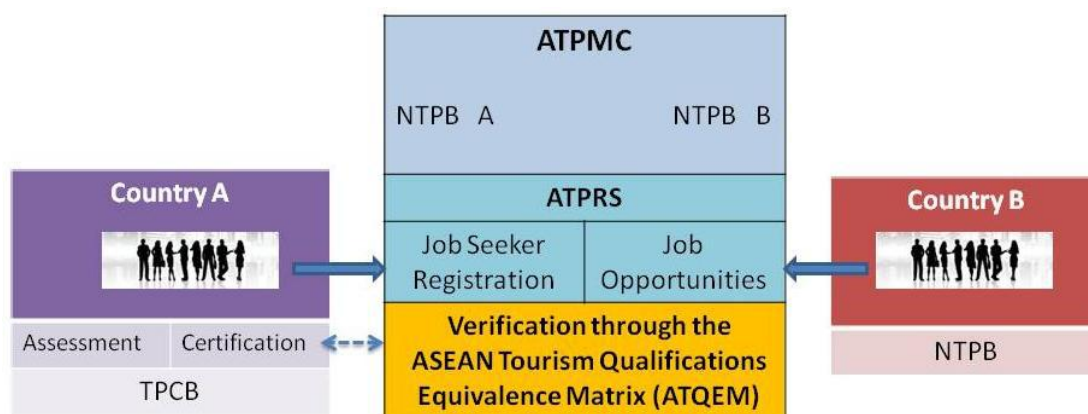 ATPMC
NTPB A
NTPB B
Country A
Assessment
Certification
TPCB
ATPRS
Job Seeker
Registration
Job
Opportunities
Verification through the
ASEAN Tourism Qualifications
Equivalence Matrix (ATQEM)
Country B
NTPB